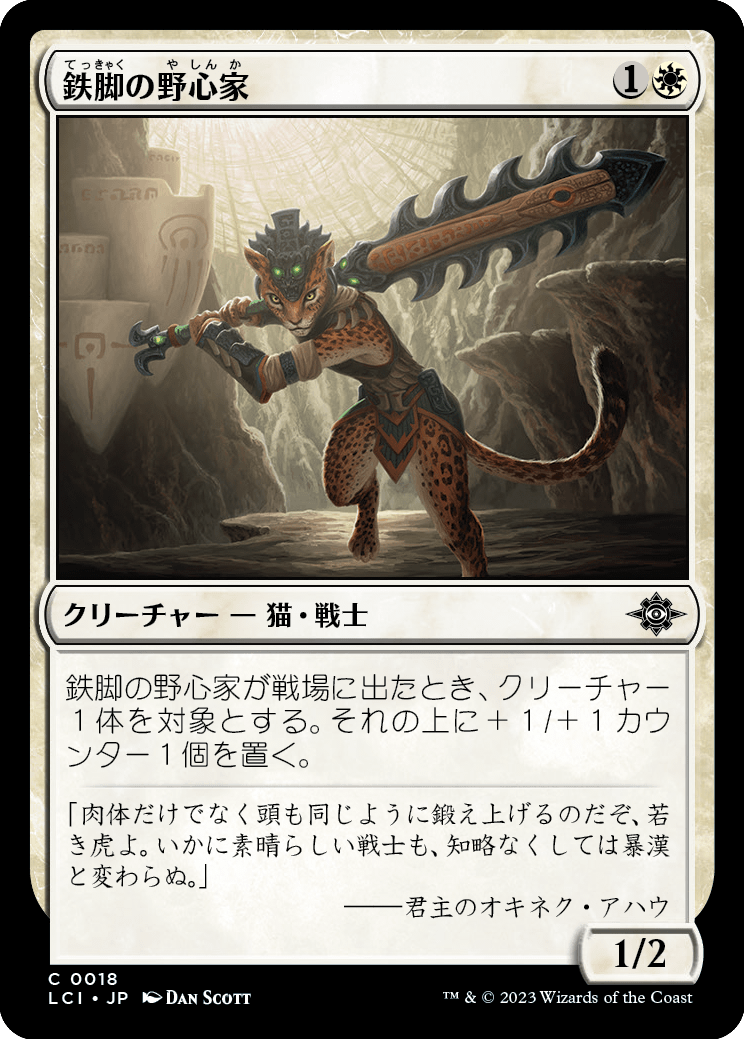 てっきゃく やしんか
鉄脚の野心家
1
クリーチャー — 猫・戦士
鉄脚の野心家が戦場に出たとき、クリーチャー
１体を対象とする。それの上に＋１/＋１カウ
ンター１個を置く。
「肉体だけでなく頭も同じように鍛え上げるのだぞ、若
き虎よ。いかに素晴らしい戦士も、知略なくしては暴漢
と変わらぬ。」
――君主のオキネク・アハウ
1/2
C 0018
LCI • JP DAN SCOTT
™ & © 2023 Wizards of the Coast